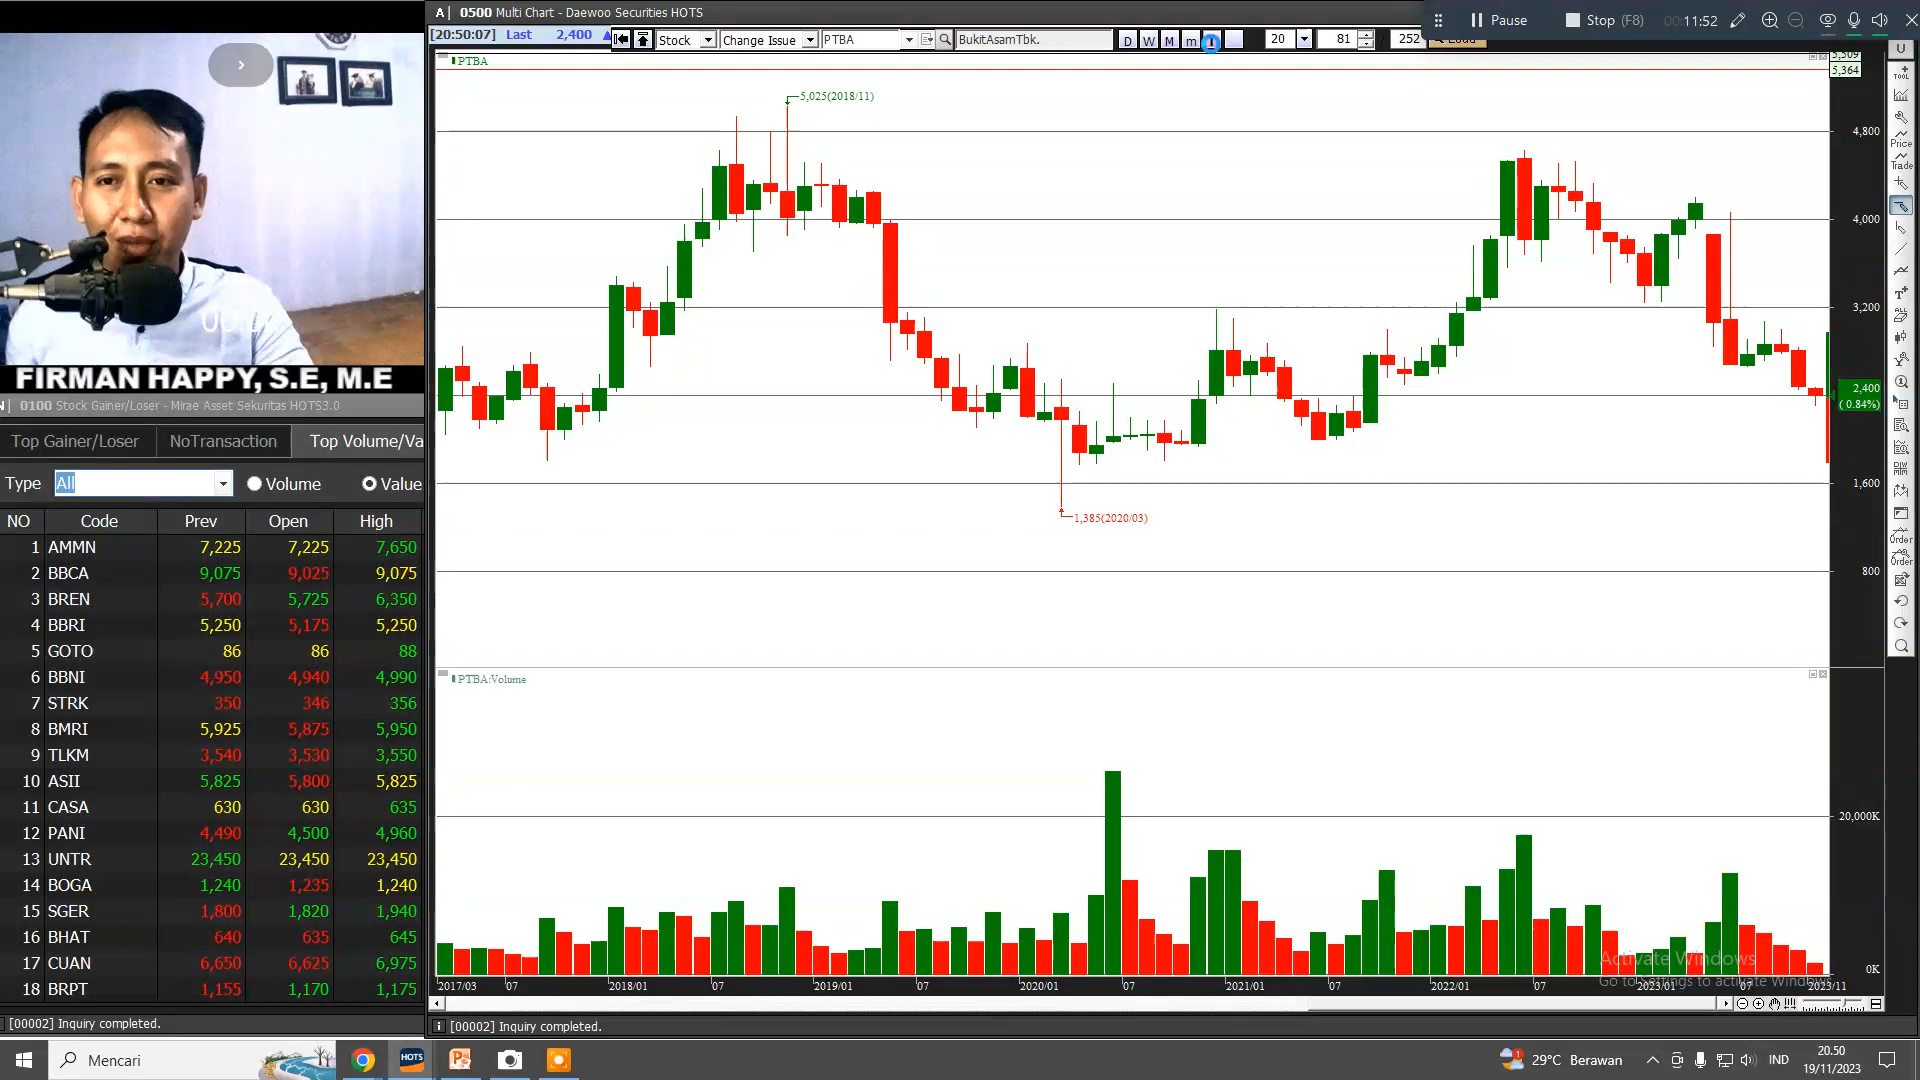 A| 0500 Multi Chart - Daewoo Securities HOTS
Pause Stop (F8) 00:11:52
[20:50:07] Last 2,400 Stock Change Issue PTBA BukitAsamTbk. D W M m 20 81 252
PTBA
5,364
5,025(2018/11)
4,800
4,000
3,200
2,400
( 0.84%)
1,600
1,385(2020/03)
800
Price
Trade
Order
Order
FIRMAN HAPPY, S.E, M.E
0100 Stock Gainer/Loser - Mirae Asset Sekuritas HOTS3.0
Top Gainer/Loser NoTransaction Top Volume/Va
Type All Volume Value
NO Code Prev Open High
1 AMMN 7,225 7,225 7,650
2 BBCA 9,075 9,025 9,075
3 BREN 5,700 5,725 6,350
4 BBRI 5,250 5,175 5,250
5 GOTO 86 86 88
6 BBNI 4,950 4,940 4,990
7 STRK 350 346 356
8 BMRI 5,925 5,875 5,950
9 TLKM 3,540 3,530 3,550
10 ASII 5,825 5,800 5,825
11 CASA 630 630 635
12 PANI 4,490 4,500 4,960
13 UNTR 23,450 23,450 23,450
14 BOGA 1,240 1,235 1,240
15 SGER 1,800 1,820 1,940
16 BHAT 640 635 645
17 CUAN 6,650 6,625 6,975
18 BRPT 1,155 1,170 1,175
PTBA:Volume
20,000K
0K
Activate Windows
Go to Settings to activate Windows.
2017/03 07 2018/01 07 2019/01 07 2020/01 07 2021/01 07 2022/01 07 2023/01 07 2023/11
[00002] Inquiry completed.
[00002] Inquiry completed.
Mencari
HOTS
29°C Berawan
IND
20.50
19/11/2023